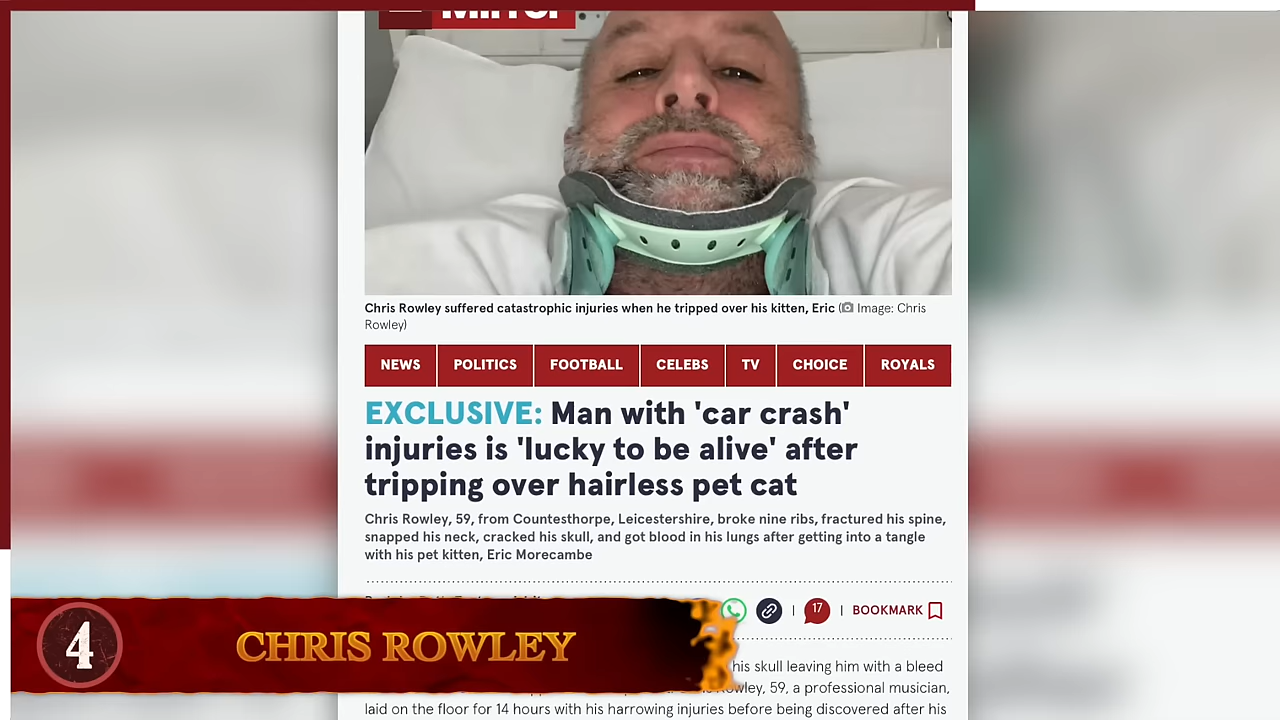 Mirror
Chris Rowley suffered catastrophic injuries when he tripped over his kitten, Eric (Image: Chris
Rowley)
NEWS POLITICS FOOTBALL CELEBS TV CHOICE ROYALS
EXCLUSIVE: Man with 'car crash'
injuries is 'lucky to be alive' after
tripping over hairless pet cat
Chris Rowley, 59, from Countesthorpe, Leicestershire, broke nine ribs, fractured his spine,
snapped his neck, cracked his skull, and got blood in his lungs after getting into a tangle
with his pet kitten, Eric Morecambe
17 | BOOKMARK
4 CHRIS ROWLEY
his skull leaving him with a bleed
Rowley, 59, a professional musician,
laid on the floor for 14 hours with his harrowing injuries before being discovered after his